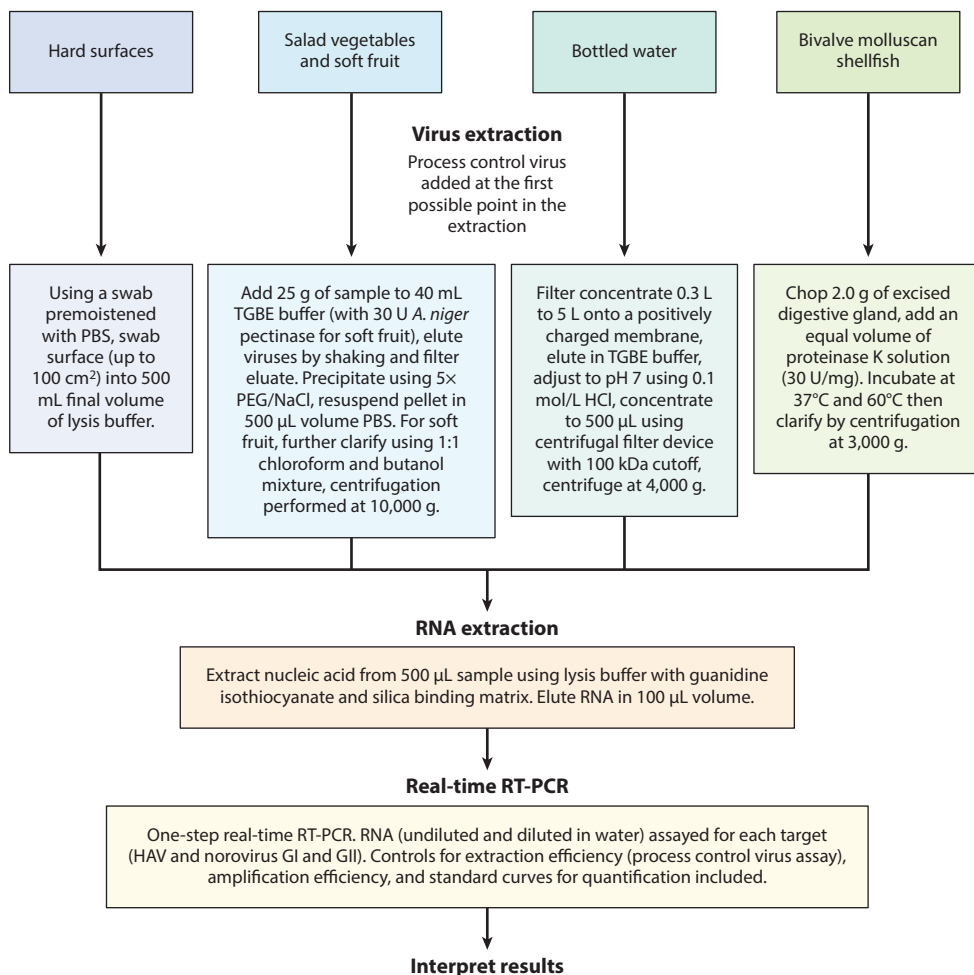 Hard surfaces
Salad vegetables
and soft fruit
Bottled water
Bivalve molluscan
shellfish
Virus extraction
Process control virus
added at the first
possible point in the
extraction
Using a swab
premoistened
with PBS, swab
surface (up to
100 cm²) into 500
mL final volume
of lysis buffer.
Add 25 g of sample to 40 mL
TGBE buffer (with 30 U A. niger
pectinase for soft fruit), elute
viruses by shaking and filter
eluate. Precipitate using 5×
PEG/NaCl, resuspend pellet in
500 µL volume PBS. For soft
fruit, further clarify using 1:1
chloroform and butanol
mixture, centrifugation
performed at 10,000 g.
Filter concentrate 0.3 L
to 5 L onto a positively
charged membrane,
elute in TGBE buffer,
adjust to pH 7 using 0.1
mol/L HCl, concentrate
to 500 µL using
centrifugal filter device
with 100 kDa cutoff,
centrifuge at 4,000 g.
Chop 2.0 g of excised
digestive gland, add an
equal volume of
proteinase K solution
(30 U/mg). Incubate at
37°C and 60°C then
clarify by centrifugation
at 3,000 g.
RNA extraction
Extract nucleic acid from 500 µL sample using lysis buffer with guanidine
isothiocyanate and silica binding matrix. Elute RNA in 100 µL volume.
Real-time RT-PCR
One-step real-time RT-PCR. RNA (undiluted and diluted in water) assayed for each target
(HAV and norovirus GI and GII). Controls for extraction efficiency (process control virus assay),
amplification efficiency, and standard curves for quantification included.
Interpret results